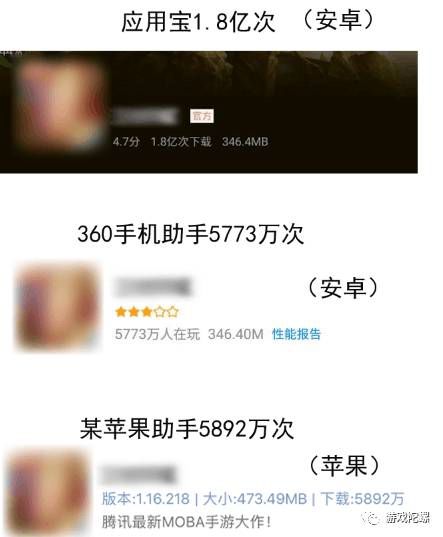 应用宝1.8亿次 （安卓）
官方
4.7分 1.8亿次下载 346.4MB
360手机助手5773万次
（安卓）
5773万人在玩 346.40M 性能报告
某苹果助手5892万次
（苹果）
版本:1.16.218 | 大小:473.49MB | 下载:5892万
腾讯最新MOBA手游大作！
游戏陀螺